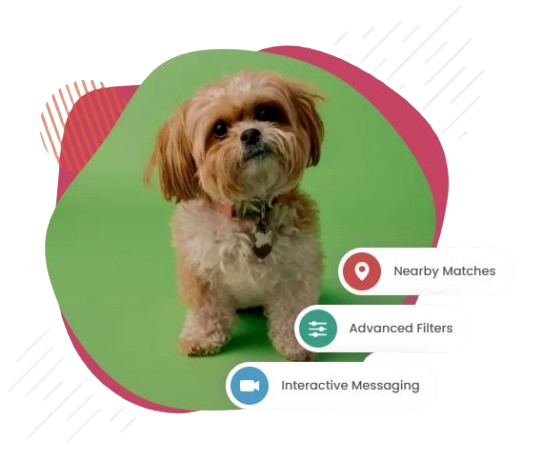 Nearby Matches
Advanced Filters
Interactive Messaging